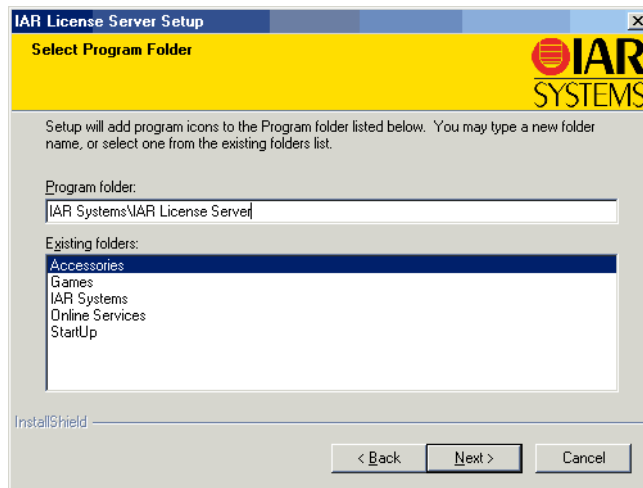 IAR License Server Setup
Select Program Folder
IAR
SYSTEMS
Setup will add program icons to the Program folder listed below. You may type a new folder
name, or select one from the existing folders list.
Program folder:
IAR Systems\IAR License Server
Existing folders:
Accessories
Games
IAR Systems
Online Services
StartUp
InstallShield
< Back
Next >
Cancel